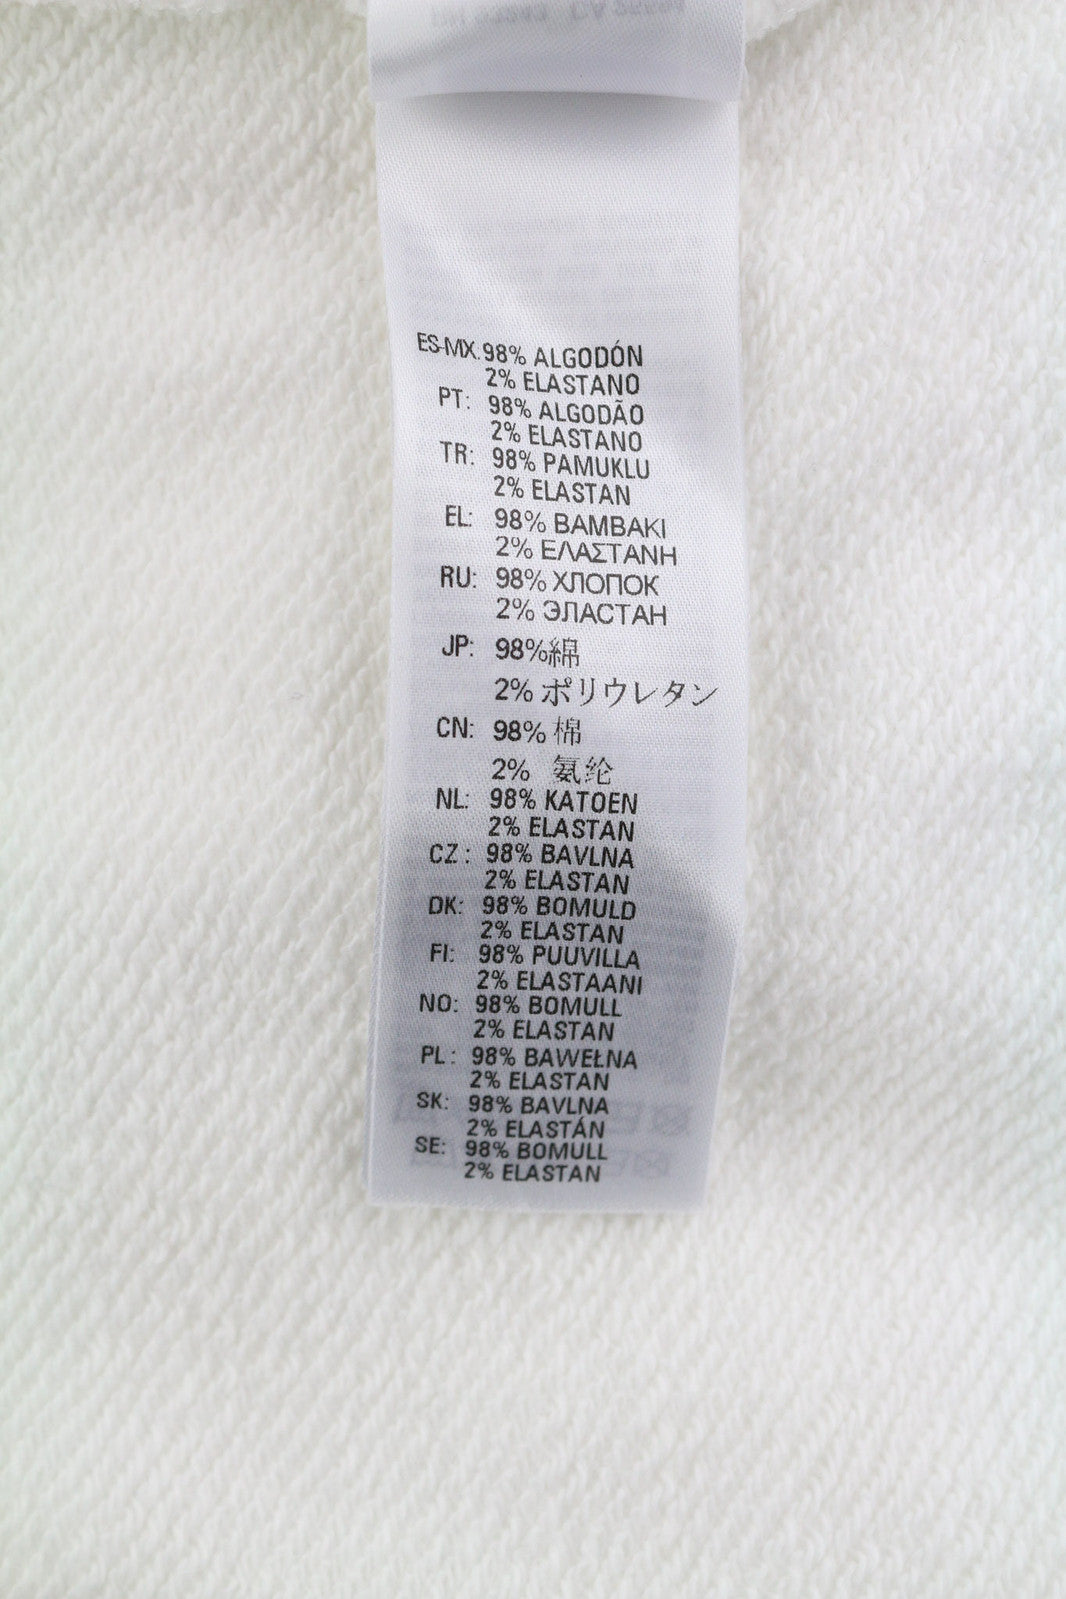 ES-MX. 98% ALGODÓN
2% ELASTANO
PT: 98% ALGODÃO
2% ELASTANO
TR: 98% PAMUKLU
2% ELASTAN
EL: 98% ΒΑΜΒΑΚΙ
2% ΕΛΑΣΤΑΝΗ
RU: 98% ХЛОПОК
2% ЭЛАСТАН
JP: 98%綿
2% ポリウレタン
CN: 98% 棉
2% 氨纶
NL: 98% KATOEN
2% ELASTAN
CZ: 98% BAVLNA
2% ELASTAN
DK: 98% BOMULD
2% ELASTAN
FI: 98% PUUVILLA
2% ELASTAANI
NO: 98% BOMULL
2% ELASTAN
PL: 98% BAWEŁNA
2% ELASTAN
SK: 98% BAVLNA
2% ELASTÁN
SE: 98% BOMULL
2% ELASTAN